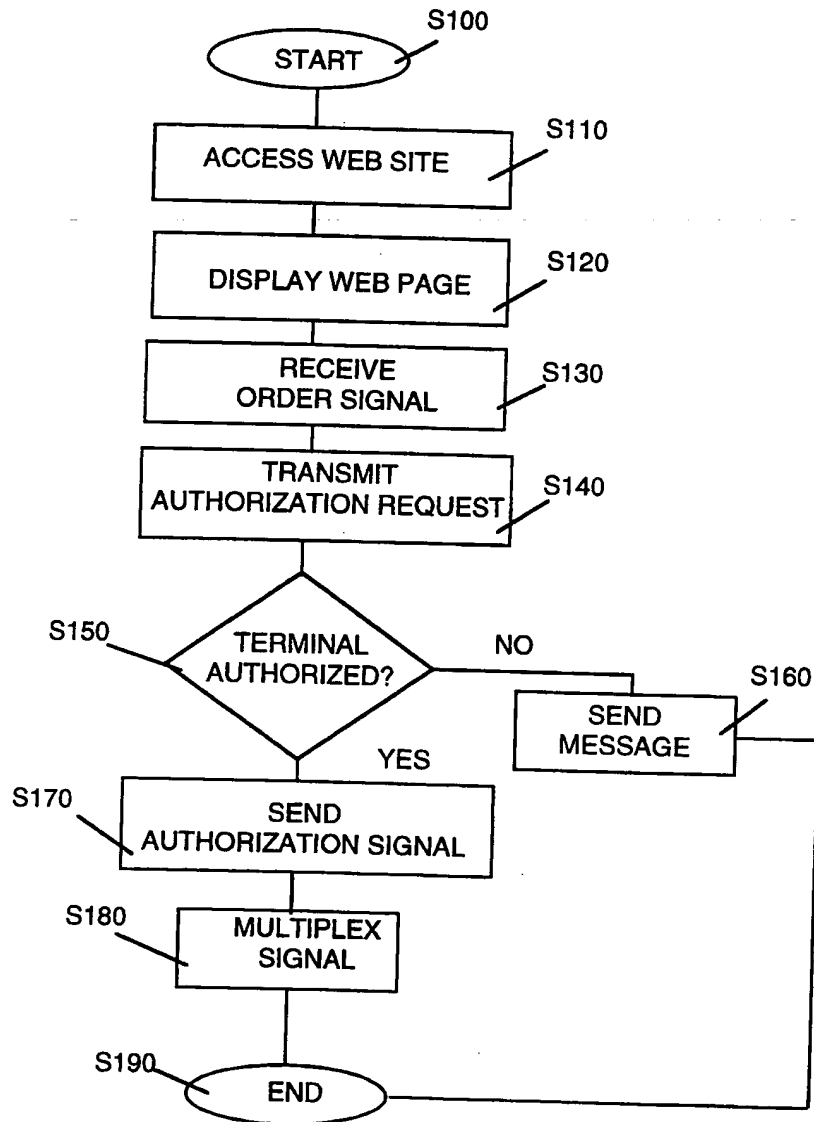 S100
START
S110
ACCESS WEB SITE
S120
DISPLAY WEB PAGE
RECEIVE
ORDER SIGNAL
S130
TRANSMIT
AUTHORIZATION REQUEST
S140
S150
TERMINAL
AUTHORIZED?
NO
S160
SEND
MESSAGE
YES
S170
SEND
AUTHORIZATION SIGNAL
S180
MULTIPLEX
SIGNAL
S190
END